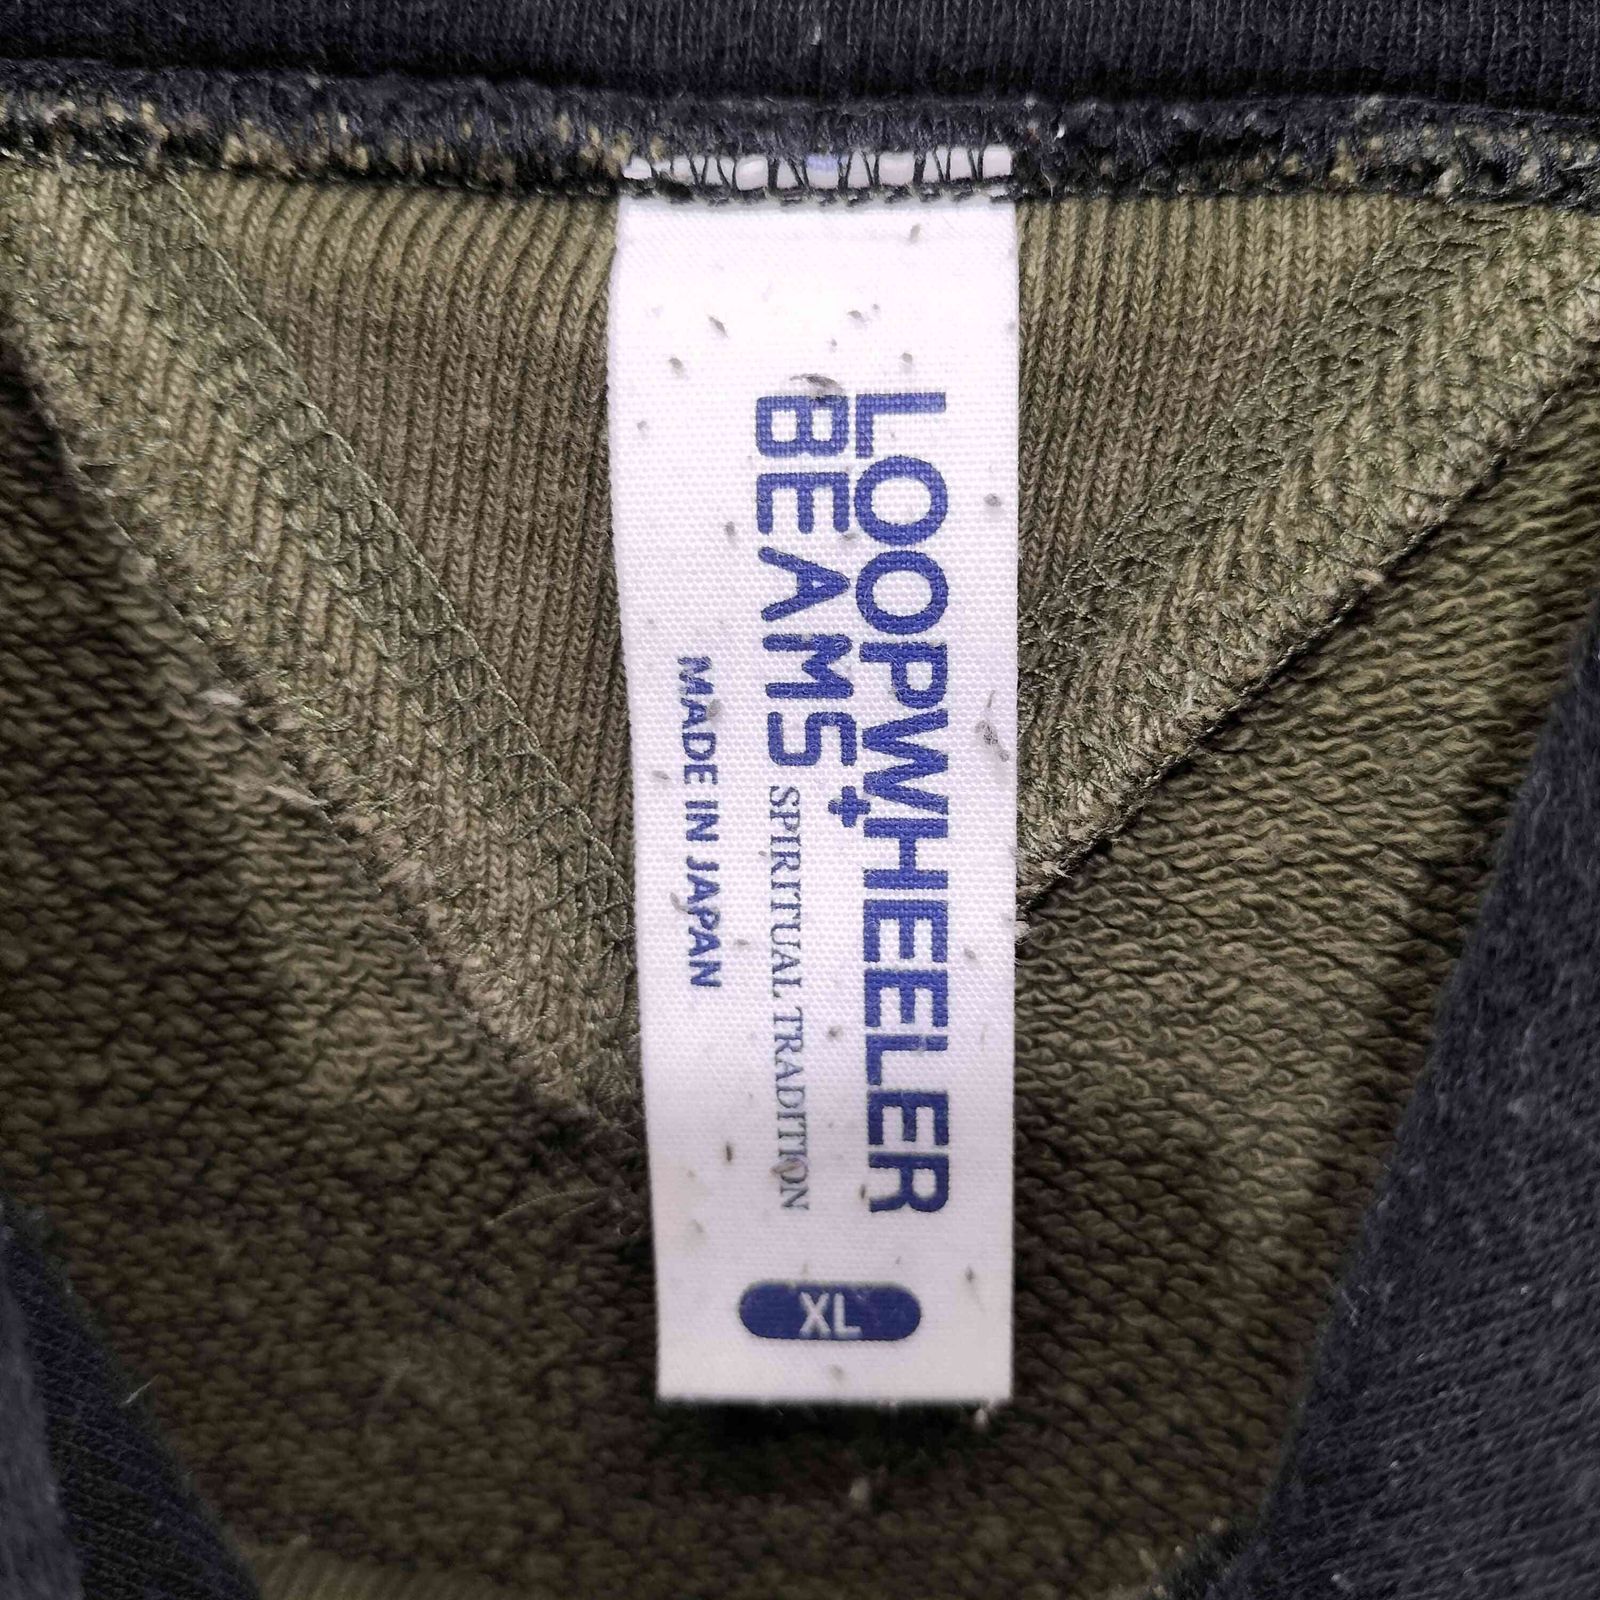 LOOPWHEELER
BEAMS+ SPIRITUAL TRADITION
MADE IN JAPAN
XL